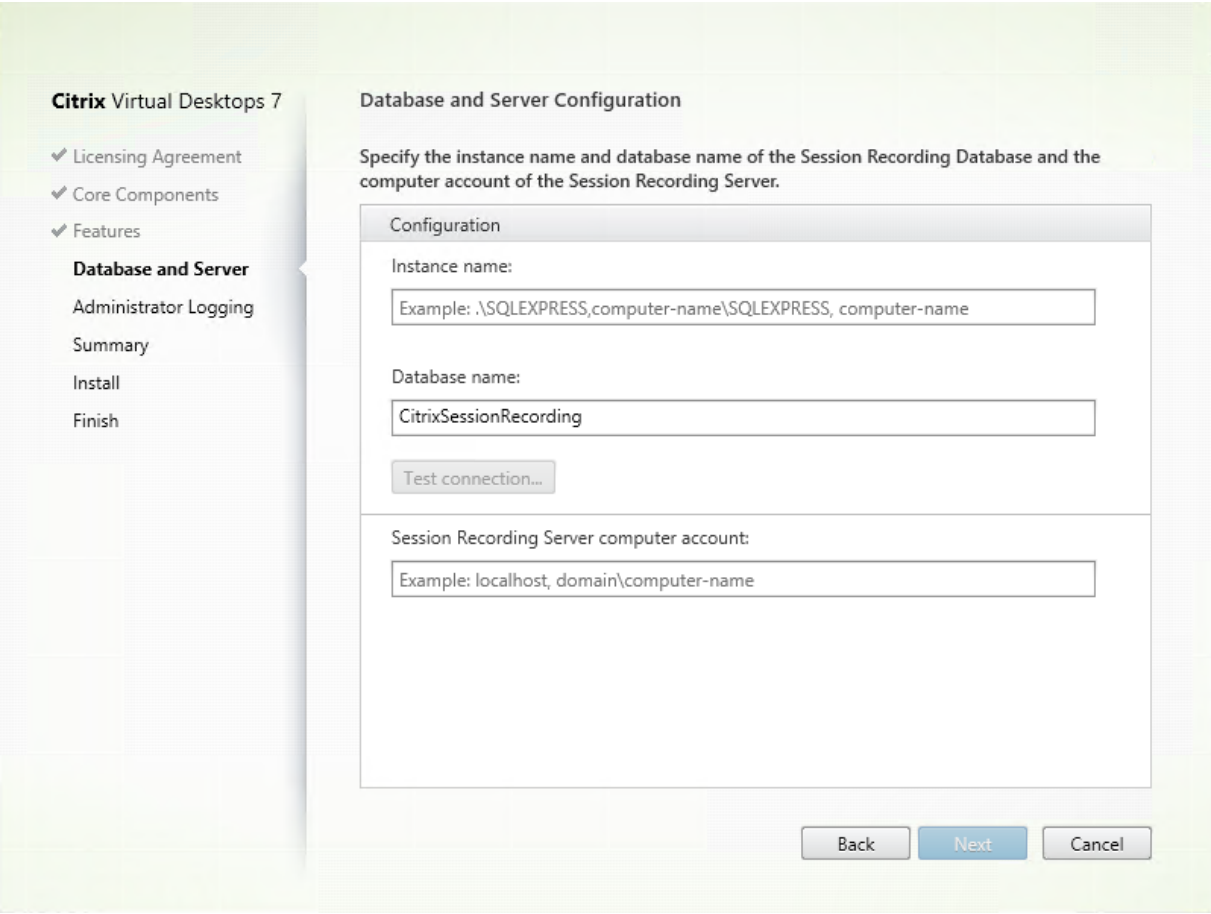 Citrix Virtual Desktops 7
Licensing Agreement
Core Components
Features
Database and Server
Administrator Logging
Summary
Install
Finish
Database and Server Configuration
Specify the instance name and database name of the Session Recording Database and the
computer account of the Session Recording Server.
Configuration
Instance name:
Example: .\SQLEXPRESS,computer-name\SQLEXPRESS, computer-name
Database name:
CitrixSessionRecording
Test connection...
Session Recording Server computer account:
Example: localhost, domain\computer-name
Back
Next
Cancel